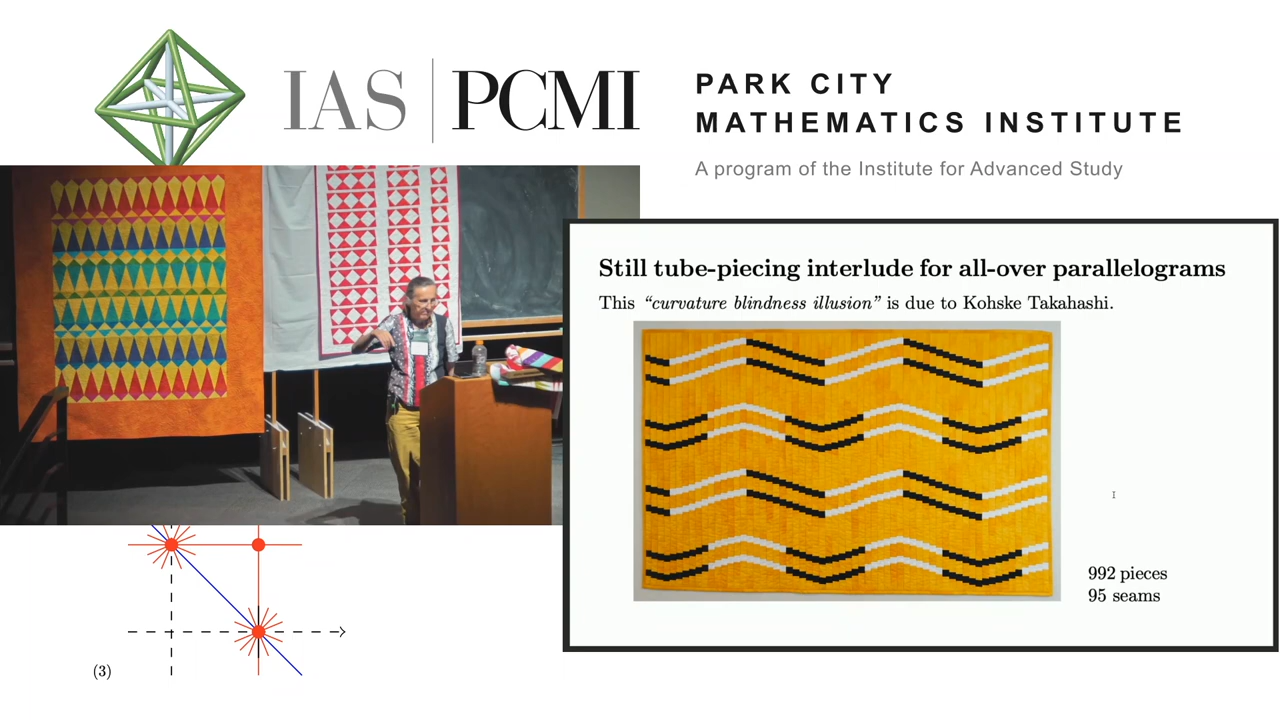 IAS PCMI
PARK CITY
MATHEMATICS INSTITUTE
A program of the Institute for Advanced Study
Still tube-piecing interlude for all-over parallelograms
This “curvature blindness illusion” is due to Kohske Takahashi.
992 pieces
95 seams
(3)